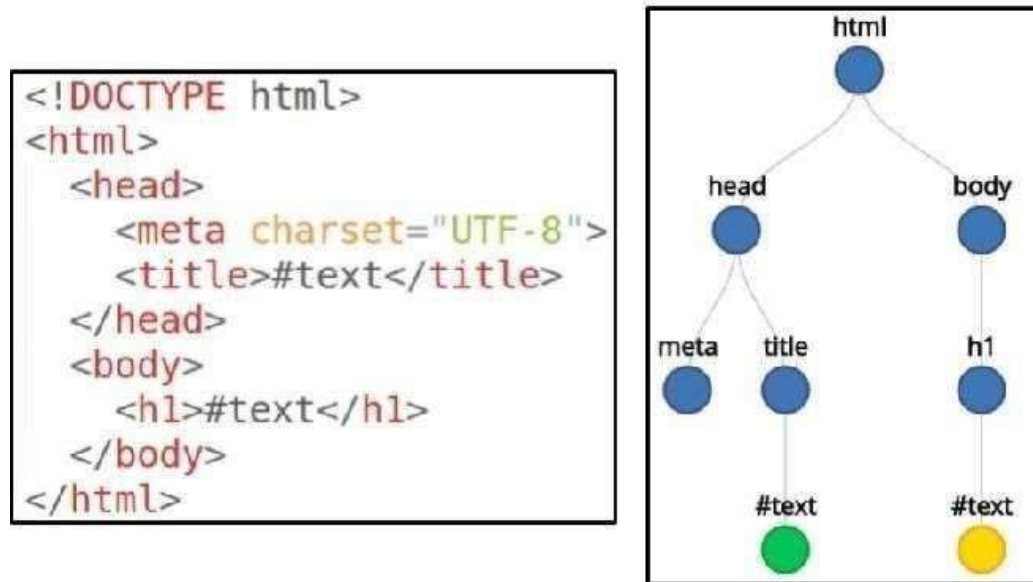 <!DOCTYPE html>
<html>
<head>
<meta charset="UTF-8">
<title>#text</title>
</head>
<body>
<h1>#text</h1>
</body>
</html>
html
head body
meta title h1
#text #text